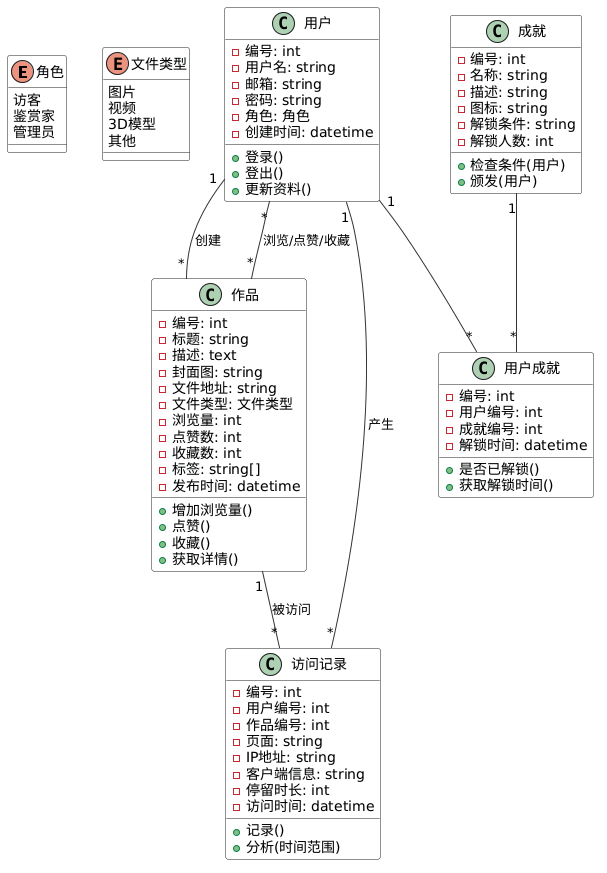 E 角色
访客
鉴赏家
管理员
E 文件类型
图片
视频
3D模型
其他
C 用户
编号: int
用户名: string
邮箱: string
密码: string
角色: 角色
创建时间: datetime
登录()
登出()
更新资料()
C 成就
编号: int
名称: string
描述: string
图标: string
解锁条件: string
解锁人数: int
检查条件(用户)
颁发(用户)
1
*
1
1
1
创建
浏览/点赞/收藏
*
*
*
*
C 作品
编号: int
标题: string
描述: text
封面图: string
文件地址: string
文件类型: 文件类型
浏览量: int
点赞数: int
收藏数: int
标签: string[]
发布时间: datetime
增加浏览量()
点赞()
收藏()
获取详情()
产生
C 用户成就
编号: int
用户编号: int
成就编号: int
解锁时间: datetime
是否已解锁()
获取解锁时间()
1
被访问
*
*
C 访问记录
编号: int
用户编号: int
作品编号: int
页面: string
IP地址: string
客户端信息: string
停留时长: int
访问时间: datetime
记录()
分析(时间范围)